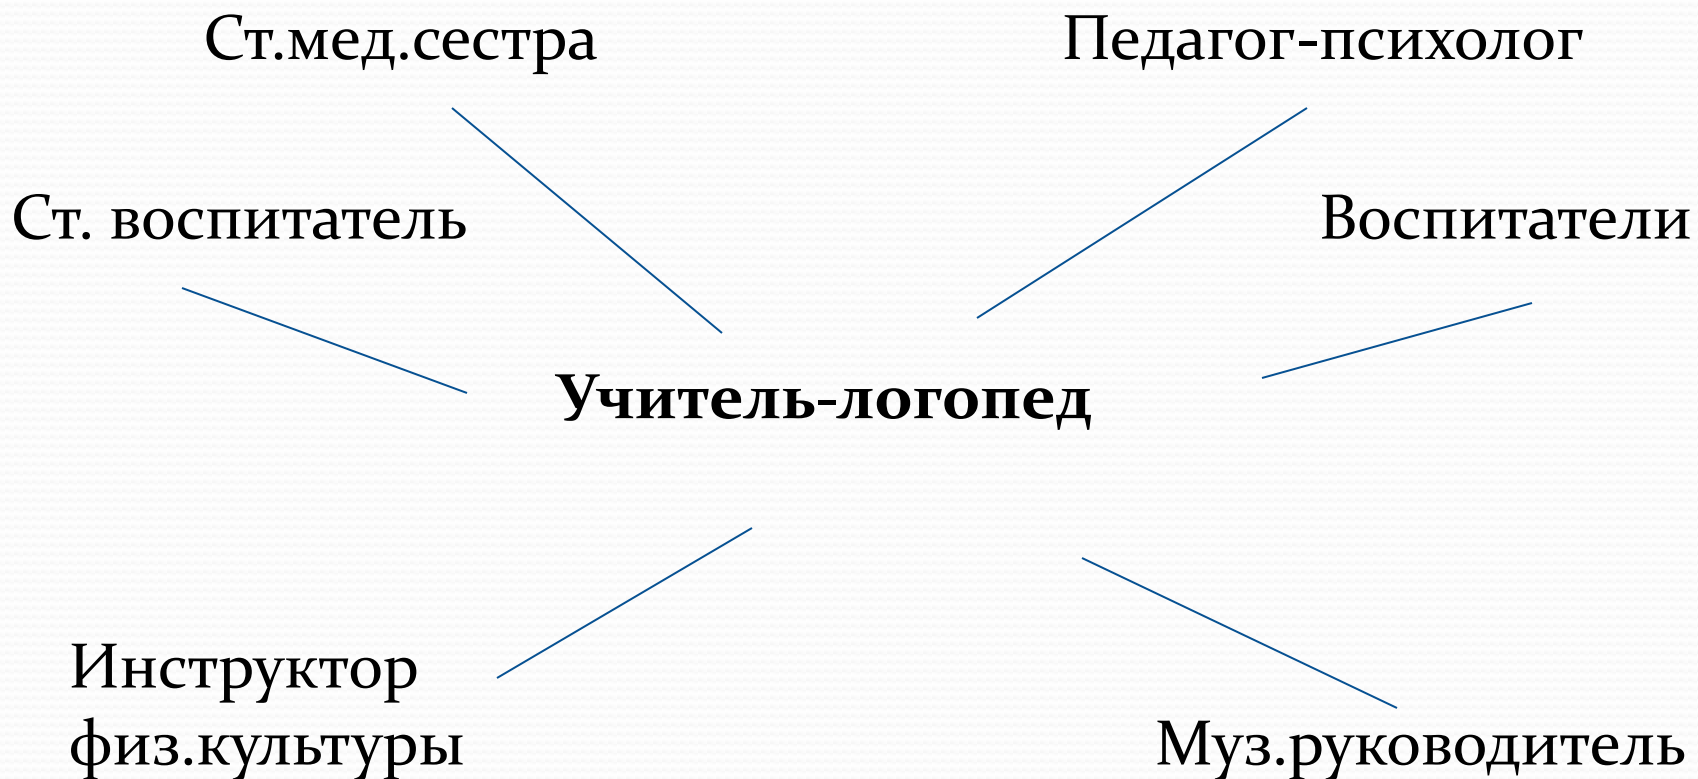 Ст.мед.сестра
Педагог-психолог
Ст. воспитатель
Воспитатели
Учитель-логопед
Инструктор
физ.культуры
Муз.руководитель